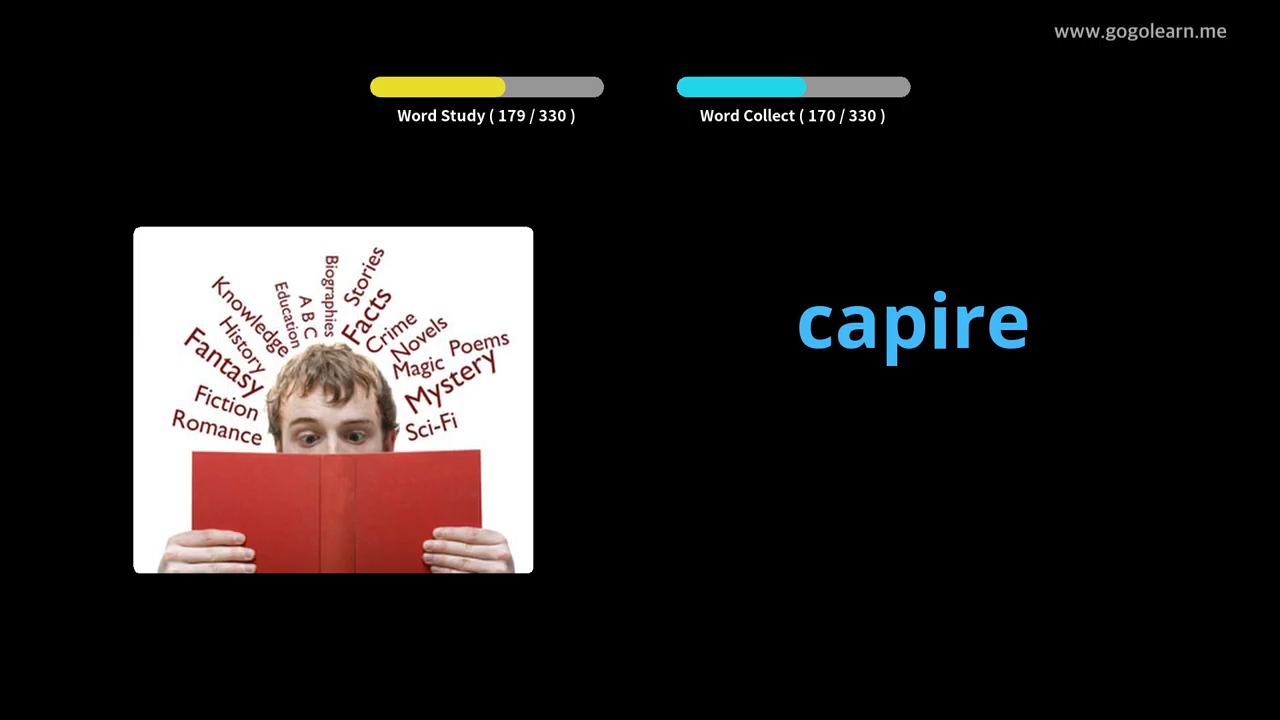 www.gogolearn.me
Word Study ( 179 / 330 )
Word Collect ( 170 / 330 )
Biographies
Stories
Education
A B C
Facts
Knowledge
Crime
History
Novels
Poems
Fantasy
Magic
Mystery
Fiction
Sci-Fi
Romance
capire